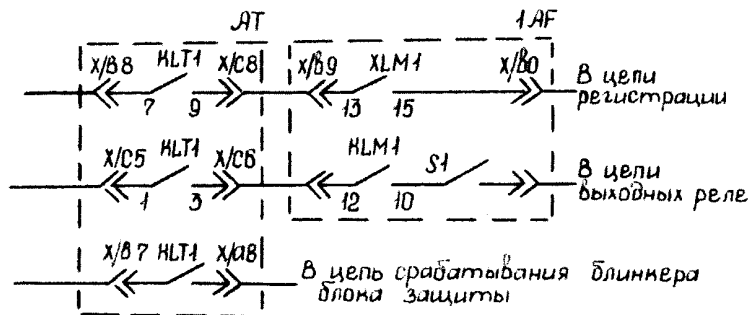 AT
1AF
X/B8 KLT1 X/C8 X/B9 XLM1 X/B0
7 9 13 15
В цепи
регистрации
X/C5 KLT1 X/C6 KLM1 S1
1 3 12 10
В цепи
выходных реле
X/B7 KLT1 X/a8
В цепь срабатывания блинкера
блока защиты